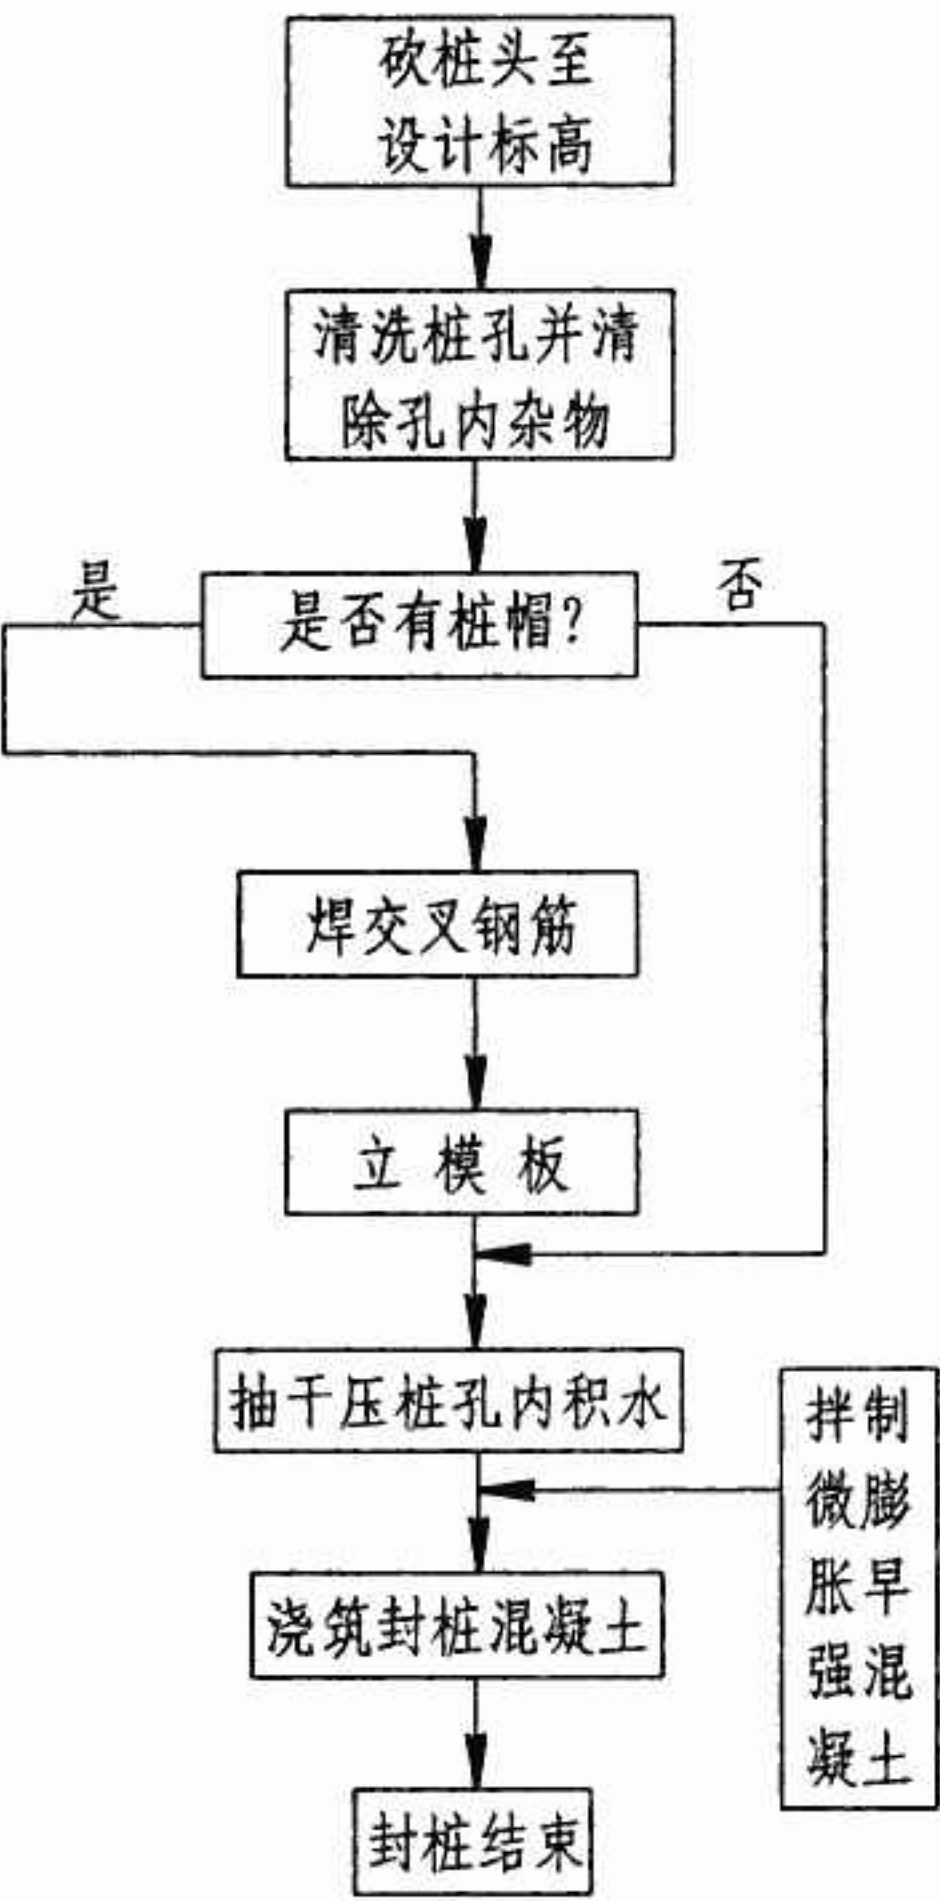 砍桩头至
设计标高
清洗桩孔并清
除孔内杂物
是
是否有桩帽?
否
焊交叉钢筋
立模板
抽干压桩孔内积水
拌制
微膨
胀早
强混
凝土
浇筑封桩混凝土
封桩结束